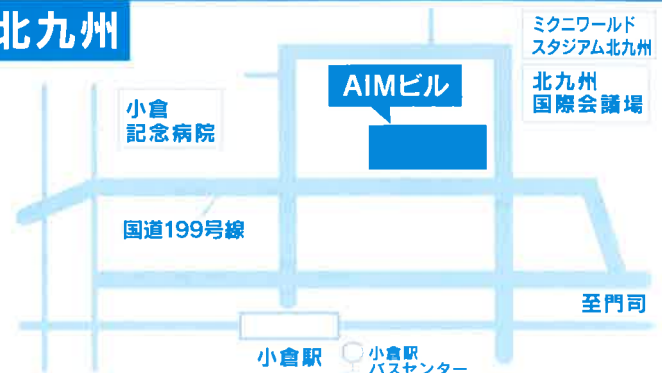 北九州
ミクニワールド
スタジアム北九州
AIMビル
北九州
国際会議場
小倉
記念病院
国道199号線
至門司
小倉駅
小倉駅
バスセンター